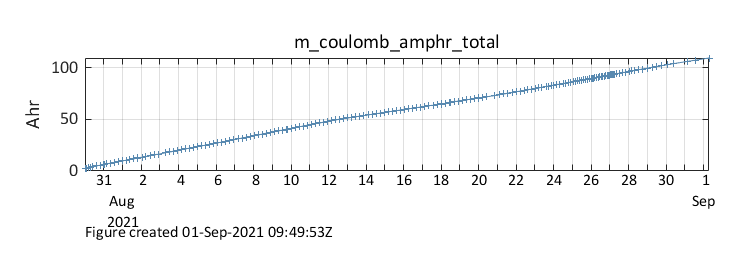 m_coulomb_amphr_total
100
50
0
Ahr
31 2 4 6 8 10 12 14 16 18 20 22 24 26 28 30 1
Aug Sep
2021
Figure created 01-Sep-2021 09:49:53Z